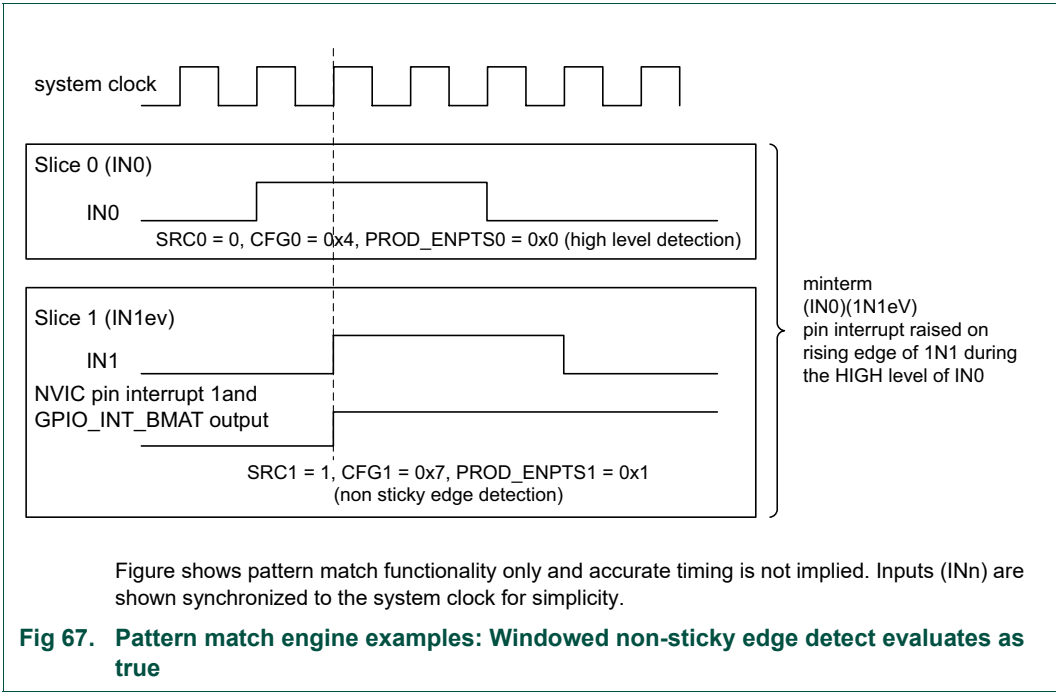 system clock
Slice 0 (IN0)
IN0
SRC0 = 0, CFG0 = 0x4, PROD_ENPTS0 = 0x0 (high level detection)
Slice 1 (IN1ev)
IN1
NVIC pin interrupt 1and
GPIO_INT_BMAT output
SRC1 = 1, CFG1 = 0x7, PROD_ENPTS1 = 0x1
(non sticky edge detection)
minterm
(IN0)(1N1eV)
pin interrupt raised on
rising edge of 1N1 during
the HIGH level of IN0
Figure shows pattern match functionality only and accurate timing is not implied. Inputs (INn) are
shown synchronized to the system clock for simplicity.
Fig 67. Pattern match engine examples: Windowed non-sticky edge detect evaluates as
true